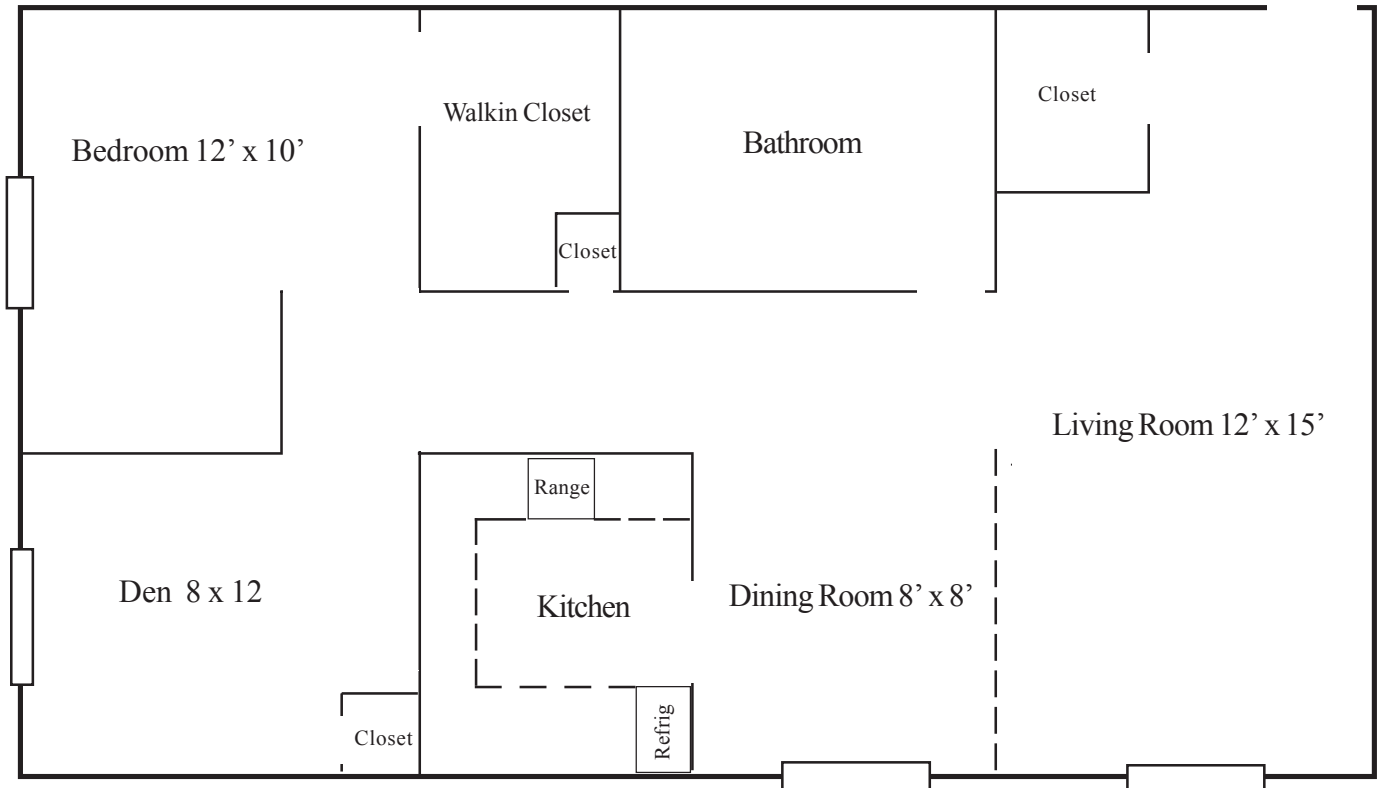 Closet
Walkin Closet
Bedroom 12’ x 10’
Bathroom
Closet
Living Room 12’ x 15’
Range
Den 8 x 12
Kitchen
Dining Room 8’ x 8’
Refrig
Closet